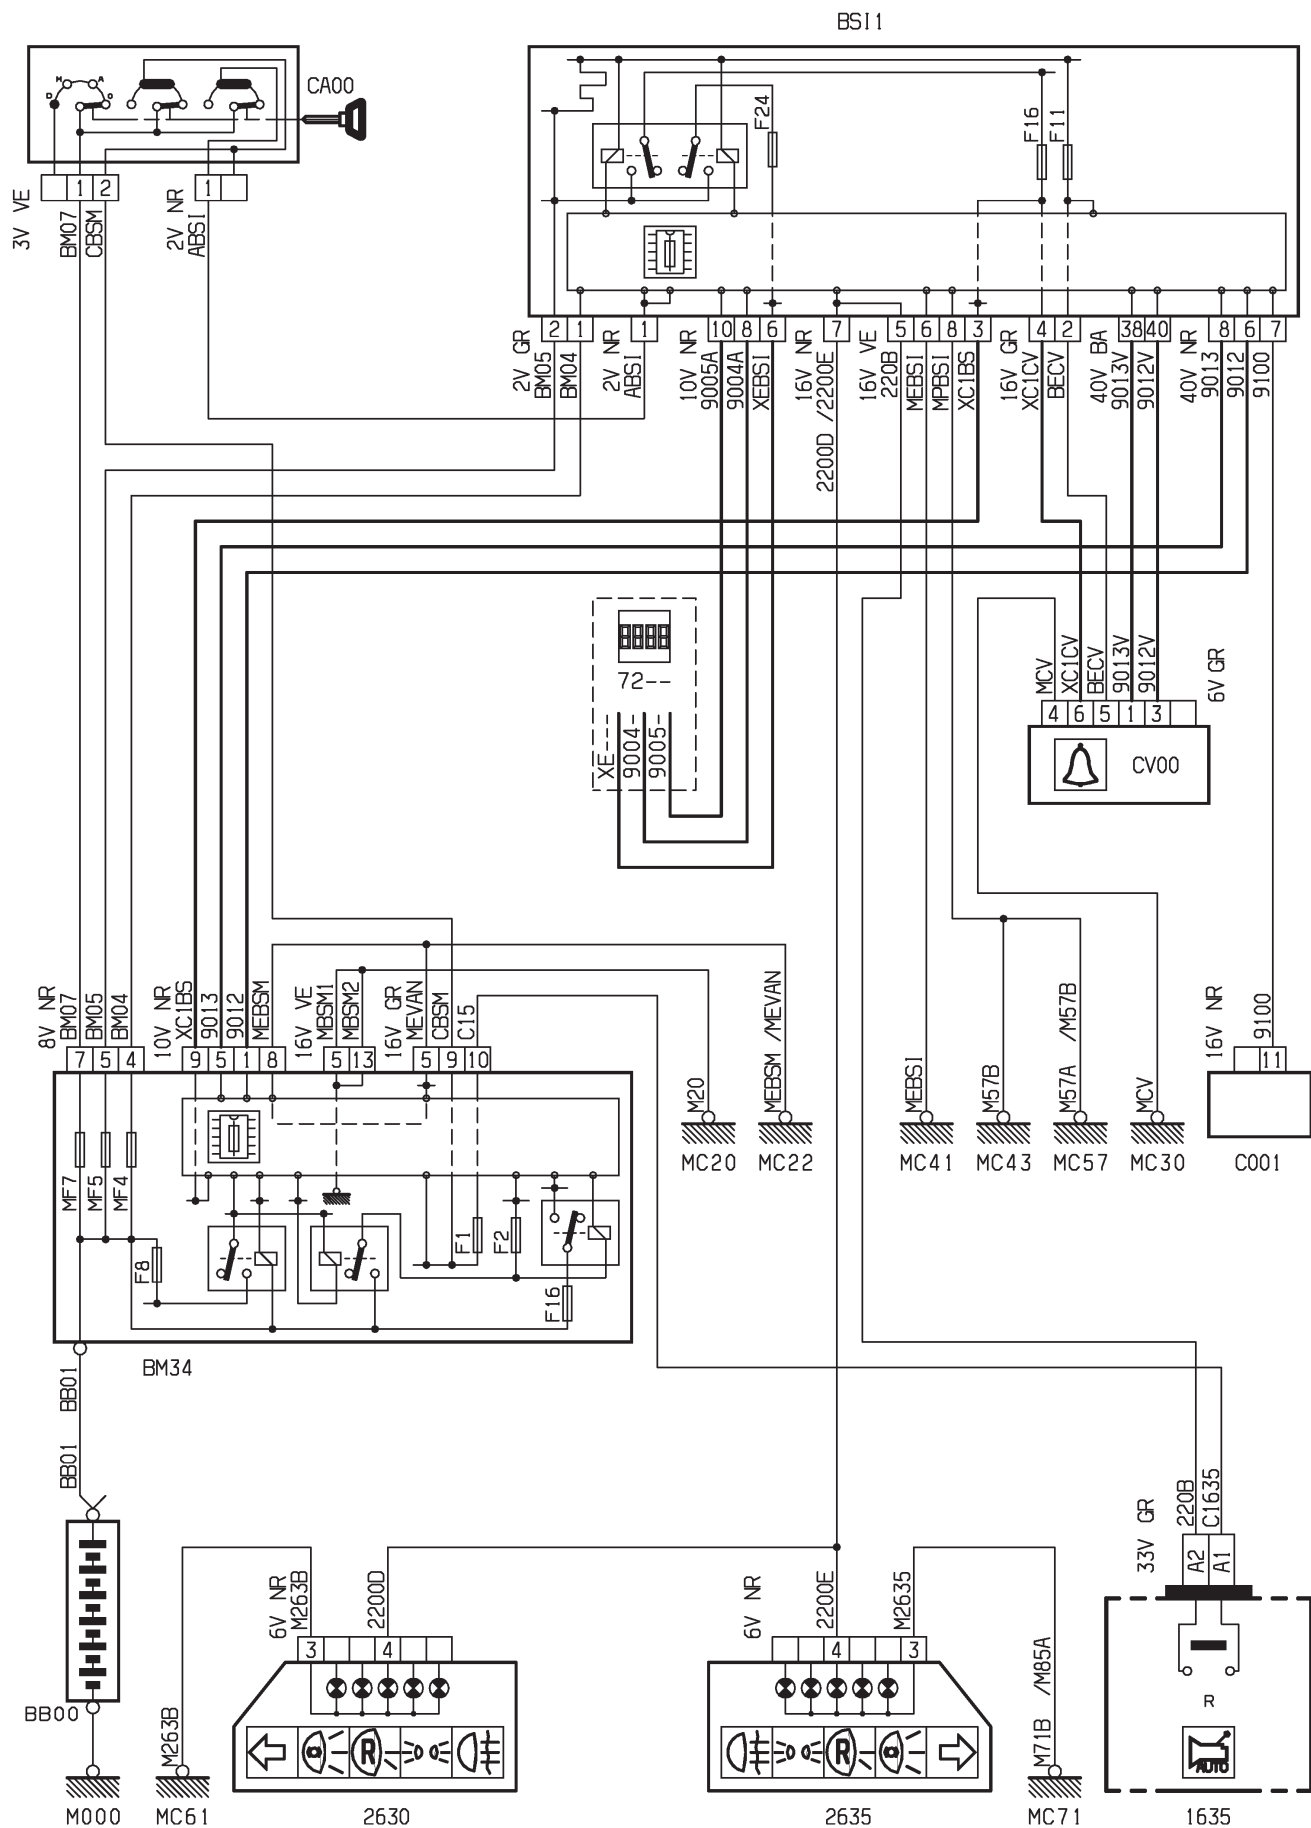 BSI1
CA00
H
A
D
O
F24
F16
F11
1
2
1
3V VE
BM07
CBSM
2V NR
ABSI
2
1
1
10
8
6
7
5
6
8
3
4
2
38
40
8
6
7
2V GR
BM05
BM04
2V NR
ABSI
10V NR
9005A
9004A
XEBSI
16V NR
2200D /2200E
16V VE
220B
MEBSI
MPBSI
XC1BS
16V GR
XC1CV
BECV
40V BA
9013V
9012V
40V NR
9013
9012
9100
8888
72--
XE----
9004-
9005-
MCV
XC1CV
BECV
9013V
9012V
6V GR
4
6
5
1
3
CV00
8V NR
BM07
BM05
BM04
10V NR
XC1BS
9013
9012
MEBSM
16V VE
MBSM1
MBSM2
16V GR
MEVAN
CBSM
C15
7
5
4
9
5
1
8
5
13
5
9
10
M20
MEBSM /MEVAN
MEBSI
M57B
M57A /M57B
MCV
16V NR
9100
11
MC20
MC22
MC41
MC43
MC57
MC30
C001
MF7
MF5
MF4
F8
F1
F2
F16
BM34
BB01
BB01
BB00
M000
M263B
MC61
6V NR
M263B
2200D
3
4
R
2630
6V NR
2200E
M2635
4
3
R
2635
M71B /M85A
MC71
33V GR
220B
C1635
A2
A1
R
AUTO
1635